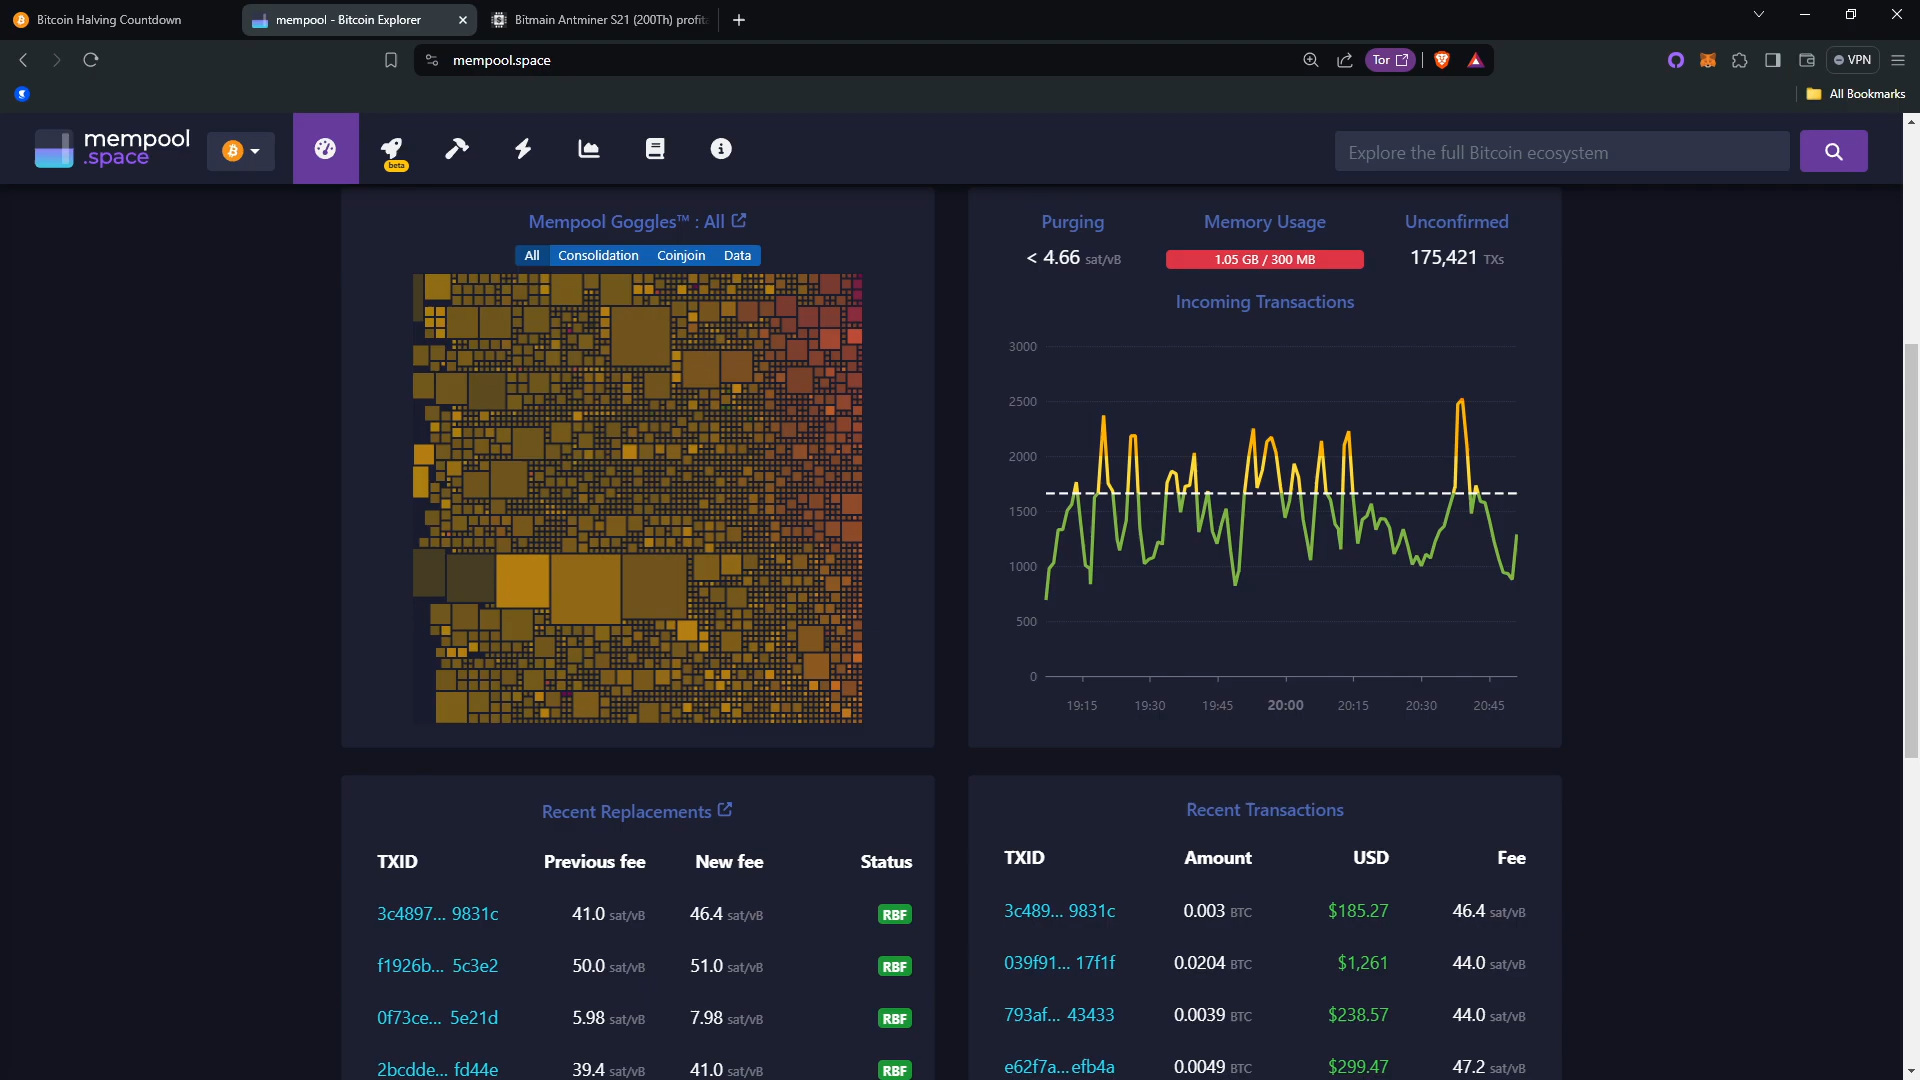 Bitcoin Halving Countdown
mempool - Bitcoin Explorer
Bitmain Antminer S21 (200Th) profit
mempool.space
Tor
VPN
All Bookmarks
mempool
.space
beta
Explore the full Bitcoin ecosystem
Mempool Goggles™ : All
All Consolidation Coinjoin Data
Purging Memory Usage Unconfirmed
< 4.66 sat/vB 1.05 GB / 300 MB 175,421 TXs
Incoming Transactions
3000
2500
2000
1500
1000
500
0
19:15 19:30 19:45 20:00 20:15 20:30 20:45
Recent Replacements
TXID Previous fee New fee Status
3c4897... 9831c 41.0 sat/vB 46.4 sat/vB RBF
f1926b... 5c3e2 50.0 sat/vB 51.0 sat/vB RBF
0f73ce... 5e21d 5.98 sat/vB 7.98 sat/vB RBF
2bcdde... fd44e 39.4 sat/vB 41.0 sat/vB RBF
Recent Transactions
TXID Amount USD Fee
3c489... 9831c 0.003 BTC $185.27 46.4 sat/vB
039f91... 17f1f 0.0204 BTC $1,261 44.0 sat/vB
793af... 43433 0.0039 BTC $238.57 44.0 sat/vB
e62f7a... efb4a 0.0049 BTC $299.47 47.2 sat/vB